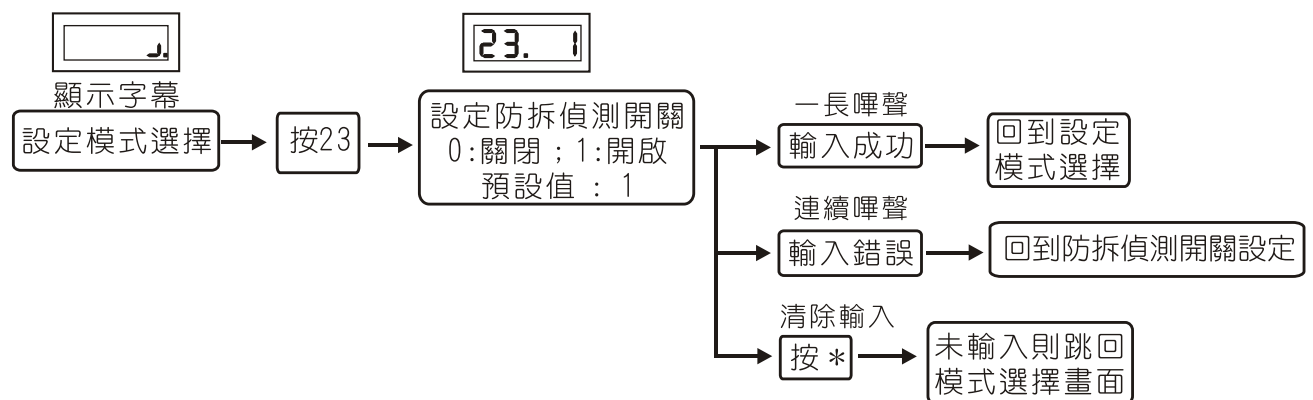 23. 1
顯示字幕
設定模式選擇
按23
設定防拆偵測開關
0:關閉；1:開啟
預設值：1
一長嗶聲
輸入成功
回到設定
模式選擇
連續嗶聲
輸入錯誤
回到防拆偵測開關設定
清除輸入
按＊
未輸入則跳回
模式選擇畫面